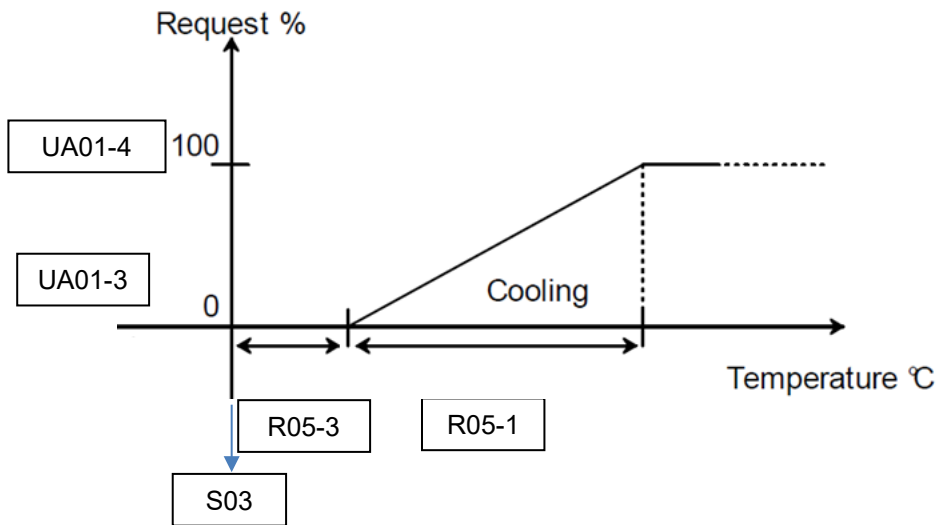 Request %
UA01-4
100
UA01-3
0
Cooling
Temperature °C
R05-3
R05-1
S03